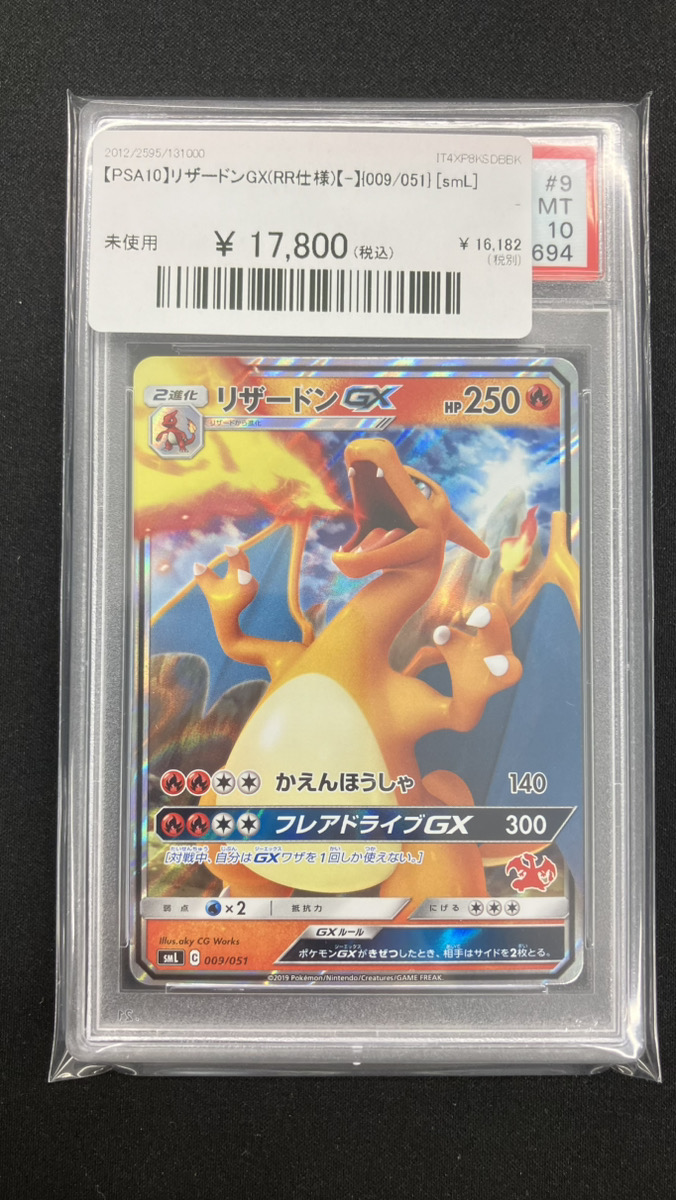 2012/2595/131000 IT4XP8KSDBBK
【PSA10】リザードンGX(RR仕様)【-】{009/051} [smL]
-
未使用 ¥ 17,800(税込) ¥ 16,182
(税別)
#9
MT
10
694
2進化 リザードンGX HP250
リザードから進化
かえんほうしゃ 140
フレアドライブGX 300
[対戦中、自分はGXワザを1回しか使えない。]
弱点 ×2 抵抗力 にげる
GXルール
ポケモンGXがきぜつしたとき、相手はサイドを2枚とる。
Illus.aky CG Works
smL C 009/051
©2019 Pokémon/Nintendo/Creatures/GAME FREAK.